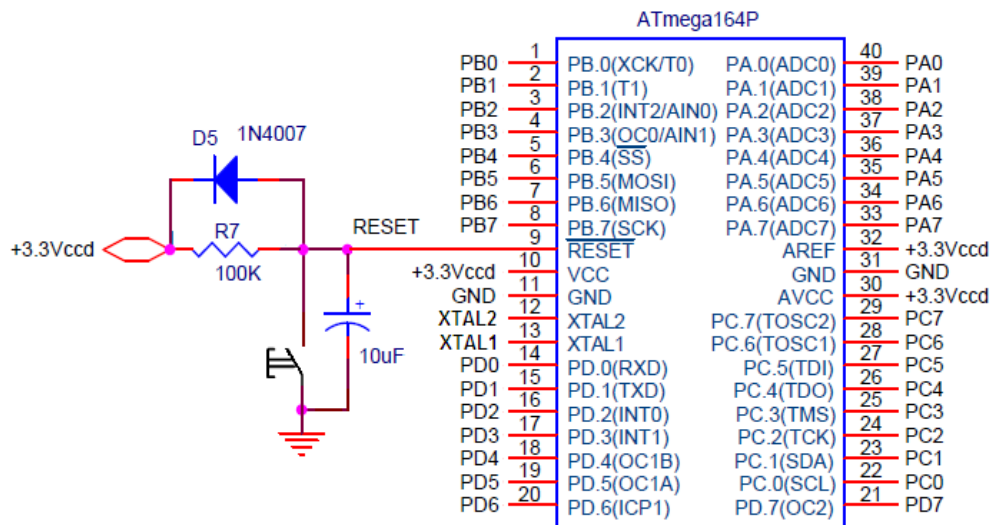 ATmega164P
PB0 1 PB.0(XCK/T0) PA.0(ADC0) 40 PA0
PB1 2 PB.1(T1) PA.1(ADC1) 39 PA1
PB2 3 PB.2(INT2/AIN0) PA.2(ADC2) 38 PA2
PB3 4 PB.3(OC0/AIN1) PA.3(ADC3) 37 PA3
PB4 5 PB.4(SS) PA.4(ADC4) 36 PA4
PB5 6 PB.5(MOSI) PA.5(ADC5) 35 PA5
PB6 7 PB.6(MISO) PA.6(ADC6) 34 PA6
PB7 8 PB.7(SCK) PA.7(ADC7) 33 PA7
9 RESET AREF 32 +3.3Vccd
+3.3Vccd 10 VCC GND 31 GND
GND 11 GND AVCC 30 +3.3Vccd
XTAL2 12 XTAL2 PC.7(TOSC2) 29 PC7
XTAL1 13 XTAL1 PC.6(TOSC1) 28 PC6
PD0 14 PD.0(RXD) PC.5(TDI) 27 PC5
PD1 15 PD.1(TXD) PC.4(TDO) 26 PC4
PD2 16 PD.2(INT0) PC.3(TMS) 25 PC3
PD3 17 PD.3(INT1) PC.2(TCK) 24 PC2
PD4 18 PD.4(OC1B) PC.1(SDA) 23 PC1
PD5 19 PD.5(OC1A) PC.0(SCL) 22 PC0
PD6 20 PD.6(ICP1) PD.7(OC2) 21 PD7
1N4007
D5
RESET
R7
+3.3Vccd
100K
+
10uF